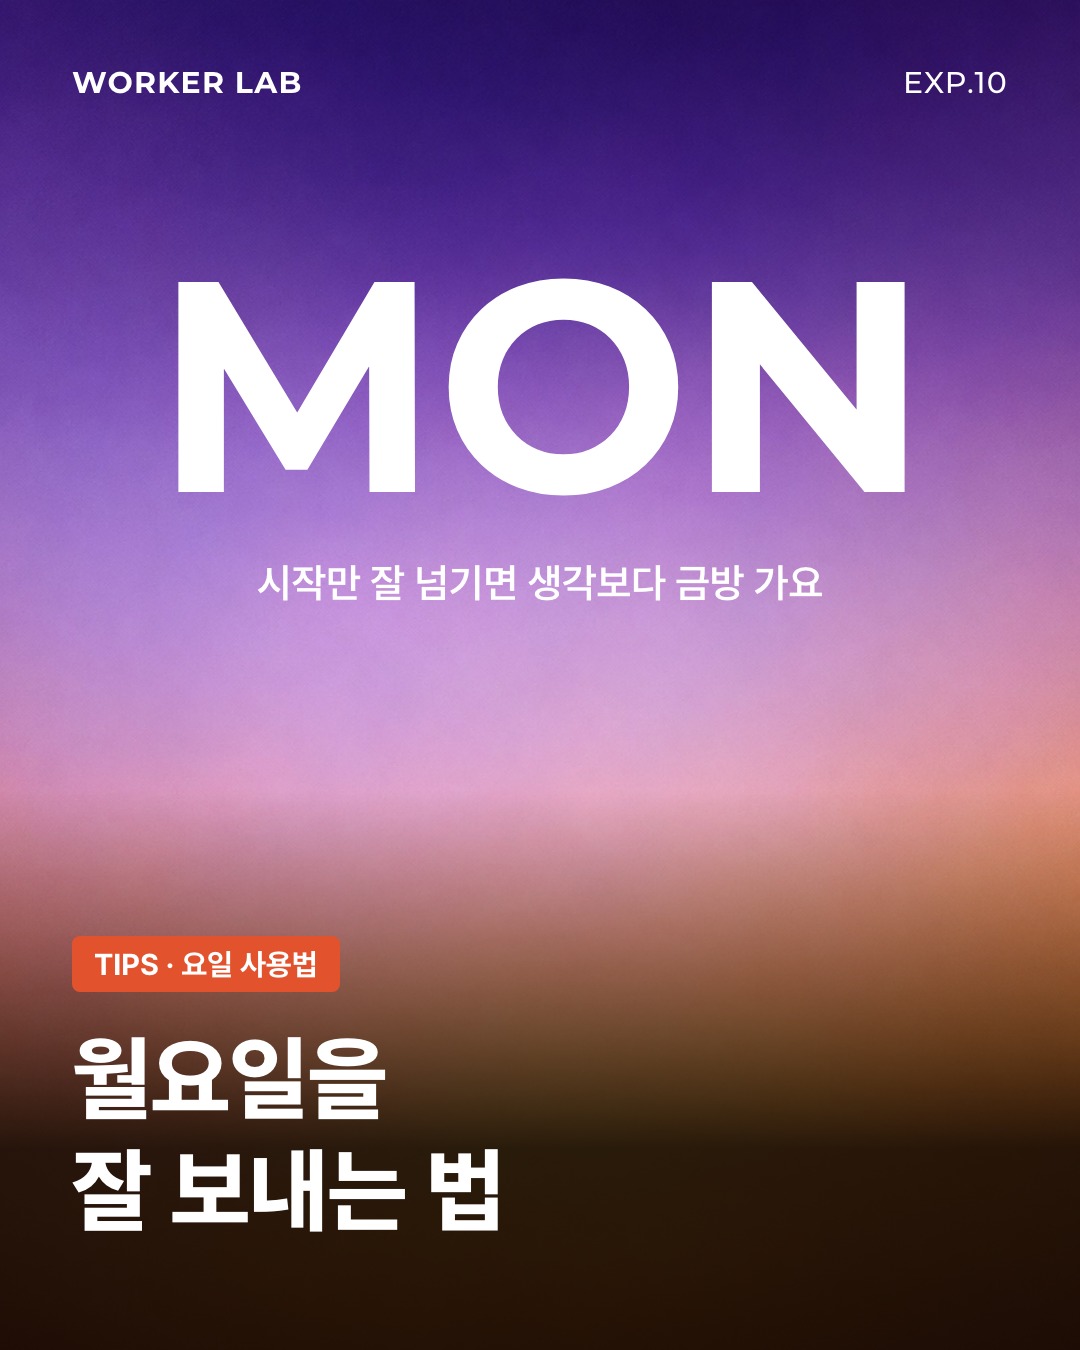 WORKER LAB
EXP.10
MON
시작만 잘 넘기면 생각보다 금방 가요
TIPS · 요일 사용법
월요일을
잘 보내는 법